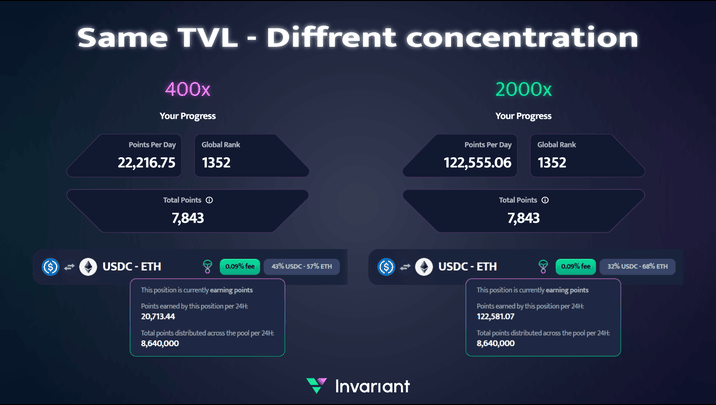 Same TVL - Diffrent concentration
400x
Your Progress
Points Per Day
22,216.75
Global Rank
1352
Total Points
7,843
USDC - ETH
0.09% fee
43% USDC - 57% ETH
This position is currently earning points
Points earned by this position per 24H:
20,713.44
Total points distributed across the pool per 24H:
8,640,000
2000x
Your Progress
Points Per Day
122,555.06
Global Rank
1352
Total Points
7,843
USDC - ETH
0.09% fee
32% USDC - 68% ETH
This position is currently earning points
Points earned by this position per 24H:
122,581.07
Total points distributed across the pool per 24H:
8,640,000
Invariant